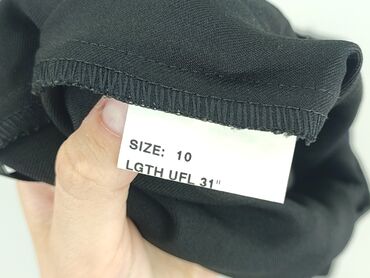 SIZE: 10
LGTH UFL 31"